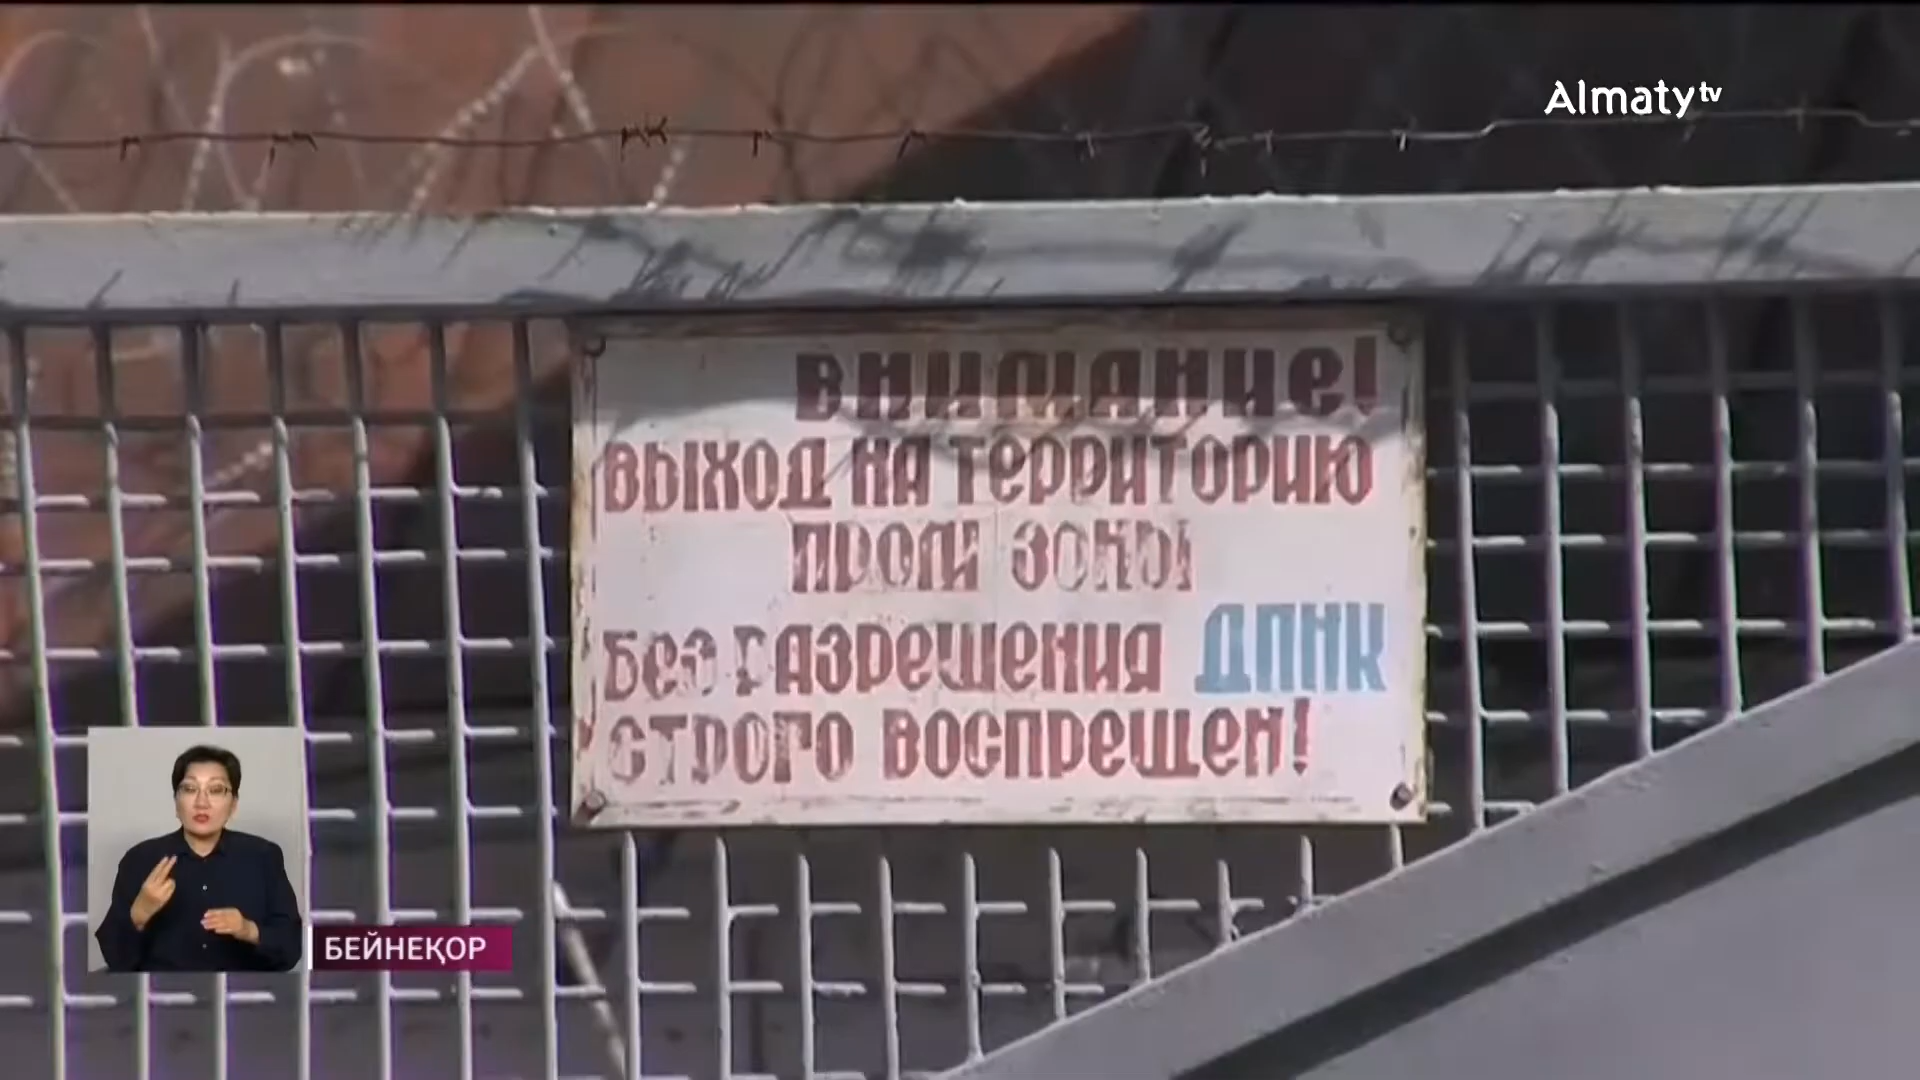 Almaty tv
ВНИМАНИЕ!
ВЫХОД НА ТЕРРИТОРИЮ
ПРОМ ЗОНЫ
БЕЗ РАЗРЕШЕНИЯ ДПНК
СТРОГО ВОСПРЕЩЕН!
БЕЙНЕҚОР